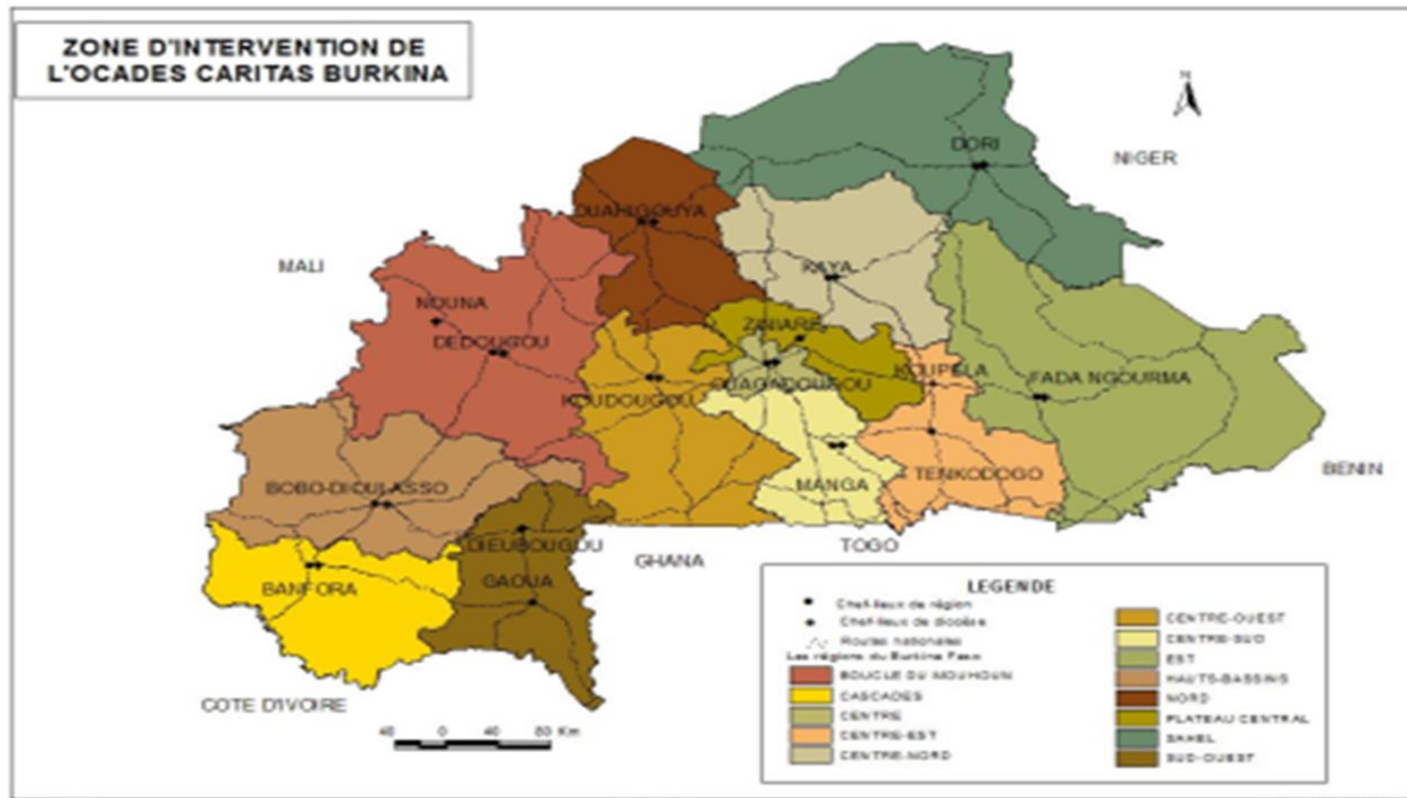 ZONE D'INTERVENTION DE
L'OCADES CARITAS BURKINA
N
DORI
NIGER
OUAHIGOUYA
MALI
KAYA
NOUNA
ZINIARE
DEDOUGOU
KOUPELA
OUAGADOUGOU
FADA NGOURMA
KOUDOUGOU
BENIN
TENKODOGO
MANGA
BOBO-DIOULASSO
DIEUBOUGOU
TOGO
GHANA
GAOUA
BANFORA
COTE D'IVOIRE
40 0 40 80 Km
LEGENDE
Chef-lieux de région
Chef-lieux de diocèse
Routes nationales
Les régions du Burkina Faso
BOUCLE DU MOUHOUN
CASCADES
CENTRE
CENTRE-EST
CENTRE-NORD
CENTRE-OUEST
CENTRE-SUD
EST
HAUTS-BASSINS
NORD
PLATEAU CENTRAL
SAHEL
SUD-OUEST